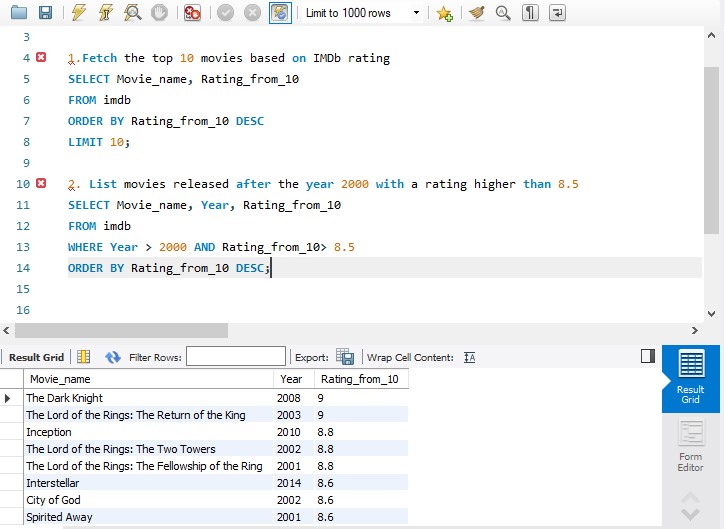 Limit to 1000 rows
3
4 1.Fetch the top 10 movies based on IMDb rating
5 SELECT Movie_name, Rating_from_10
6 FROM imdb
7 ORDER BY Rating_from_10 DESC
8 LIMIT 10;
9
10 2. List movies released after the year 2000 with a rating higher than 8.5
11 SELECT Movie_name, Year, Rating_from_10
12 FROM imdb
13 WHERE Year > 2000 AND Rating_from_10> 8.5
14 ORDER BY Rating_from_10 DESC;
15
16
Result Grid Filter Rows: Export: Wrap Cell Content:
Movie_name Year Rating_from_10
The Dark Knight 2008 9
The Lord of the Rings: The Return of the King 2003 9
Inception 2010 8.8
The Lord of the Rings: The Two Towers 2002 8.8
The Lord of the Rings: The Fellowship of the Ring 2001 8.8
Interstellar 2014 8.6
City of God 2002 8.6
Spirited Away 2001 8.6
Result
Grid
Form
Editor